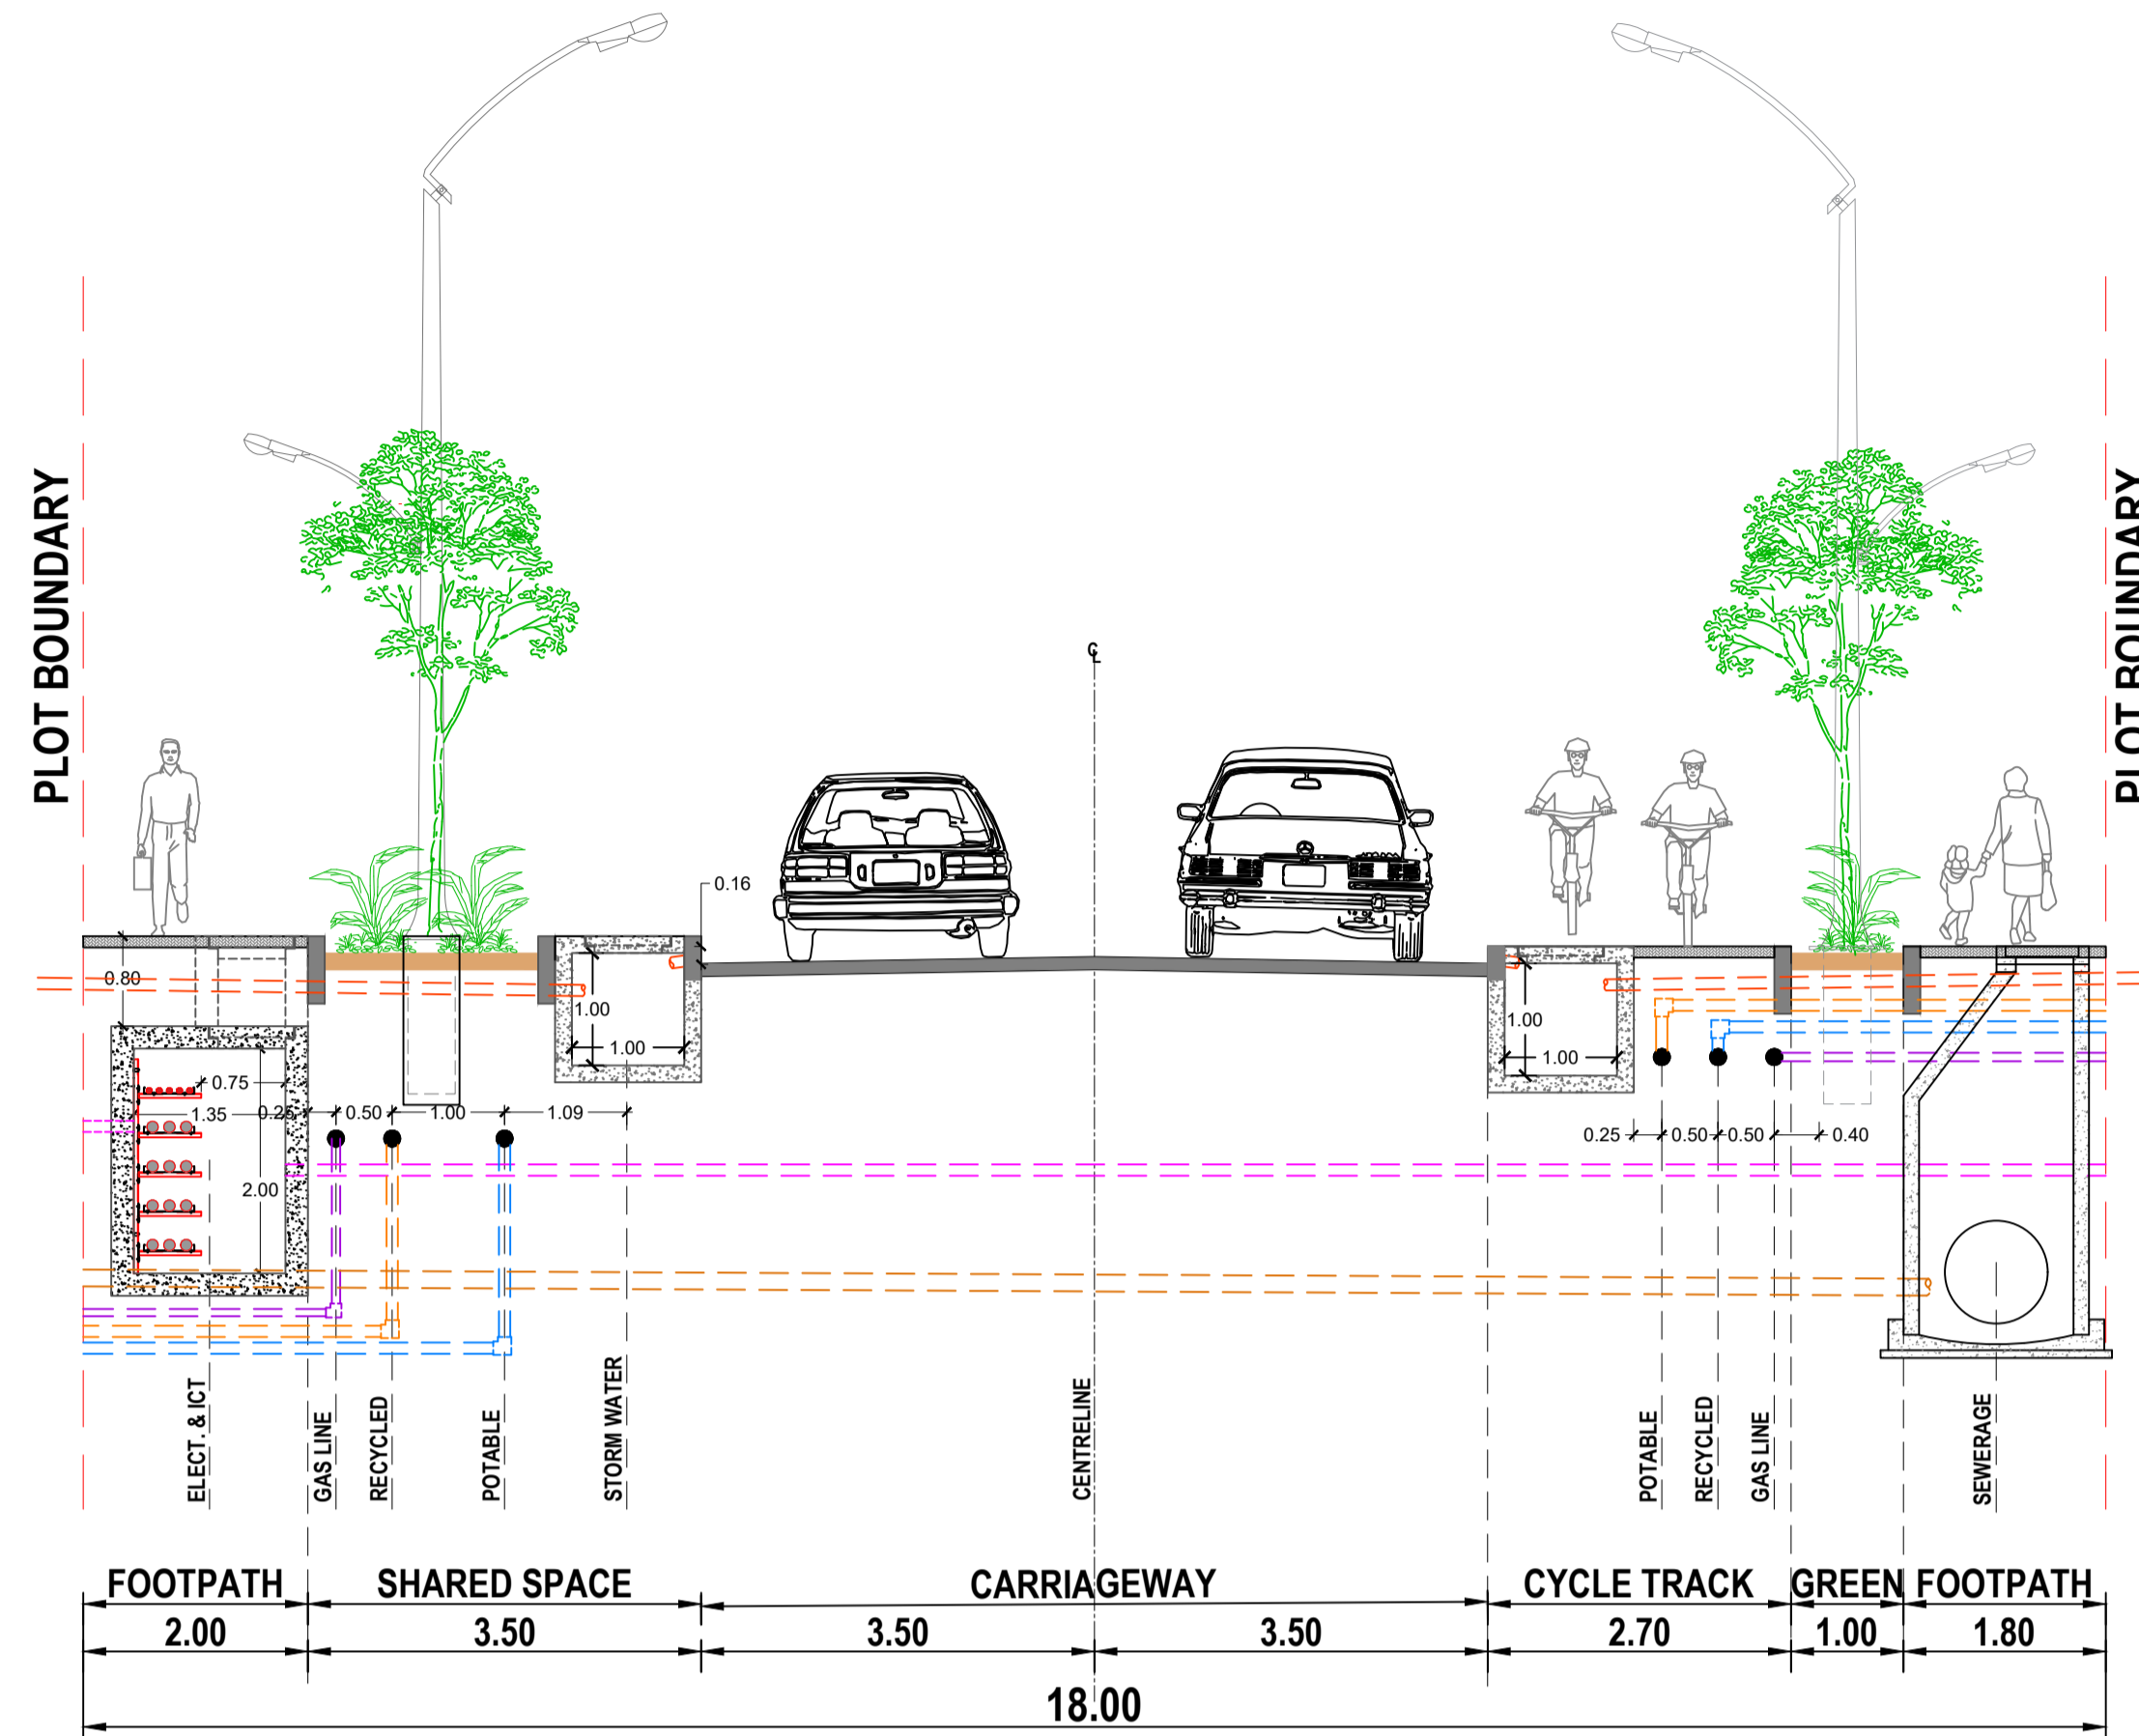 PLOT BOUNDARY
PLOT BOUNDARY
CL
0.16
0.80
1.00
1.00
1.00
1.00
0.75
1.35
0.25
0.50
1.00
1.09
2.00
0.25
0.50
0.50
0.40
ELECT. & ICT
GAS LINE
RECYCLED
POTABLE
STORM WATER
CENTRELINE
POTABLE
RECYCLED
GAS LINE
SEWERAGE
FOOTPATH
SHARED SPACE
CARRIAGEWAY
CYCLE TRACK
GREEN
FOOTPATH
2.00
3.50
3.50
3.50
2.70
1.00
1.80
18.00